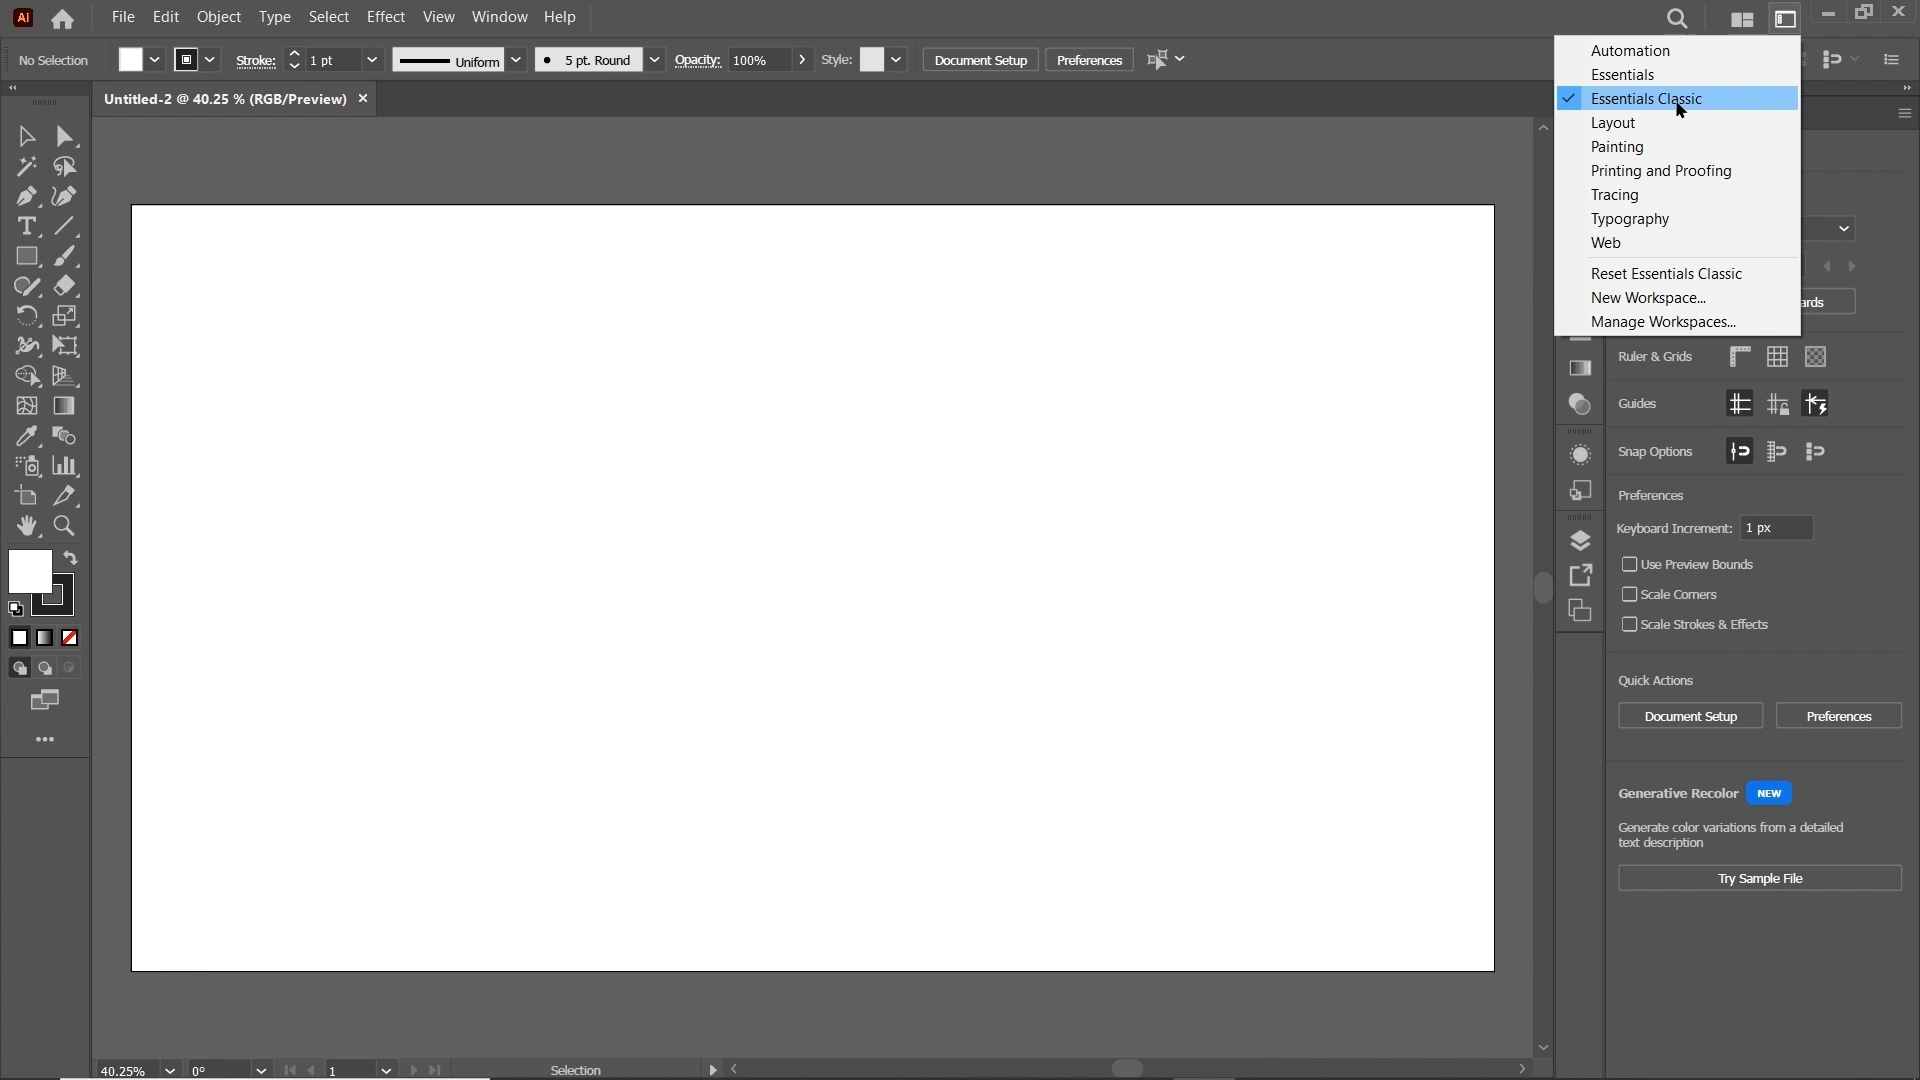 Ai File Edit Object Type Select Effect View Window Help
No Selection Stroke: 1 pt Uniform 5 pt. Round Opacity: 100% Style: Document Setup Preferences
Untitled-2 @ 40.25 % (RGB/Preview)
Automation
Essentials
Essentials Classic
Layout
Painting
Printing and Proofing
Tracing
Typography
Web
Reset Essentials Classic
New Workspace...
Manage Workspaces...
Ruler & Grids
Guides
Snap Options
Preferences
Keyboard Increment: 1 px
Use Preview Bounds
Scale Corners
Scale Strokes & Effects
Quick Actions
Document Setup Preferences
Generative Recolor NEW
Generate color variations from a detailed
text description
Try Sample File
40.25% 0° 1 Selection